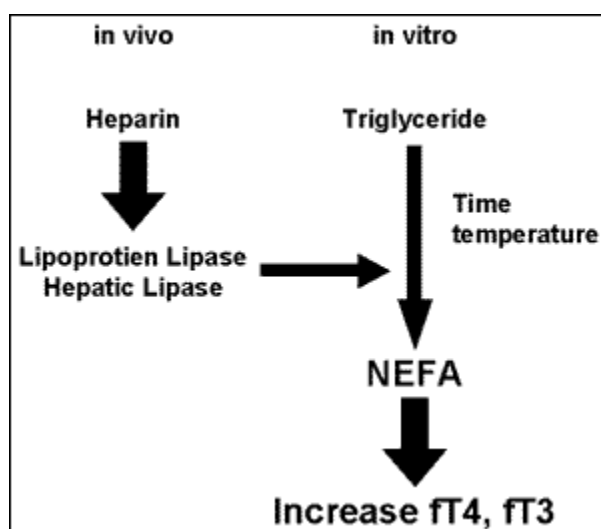 in vivo
in vitro
Heparin
Triglyceride
Time
temperature
Lipoprotien Lipase
Hepatic Lipase
NEFA
Increase fT4, fT3